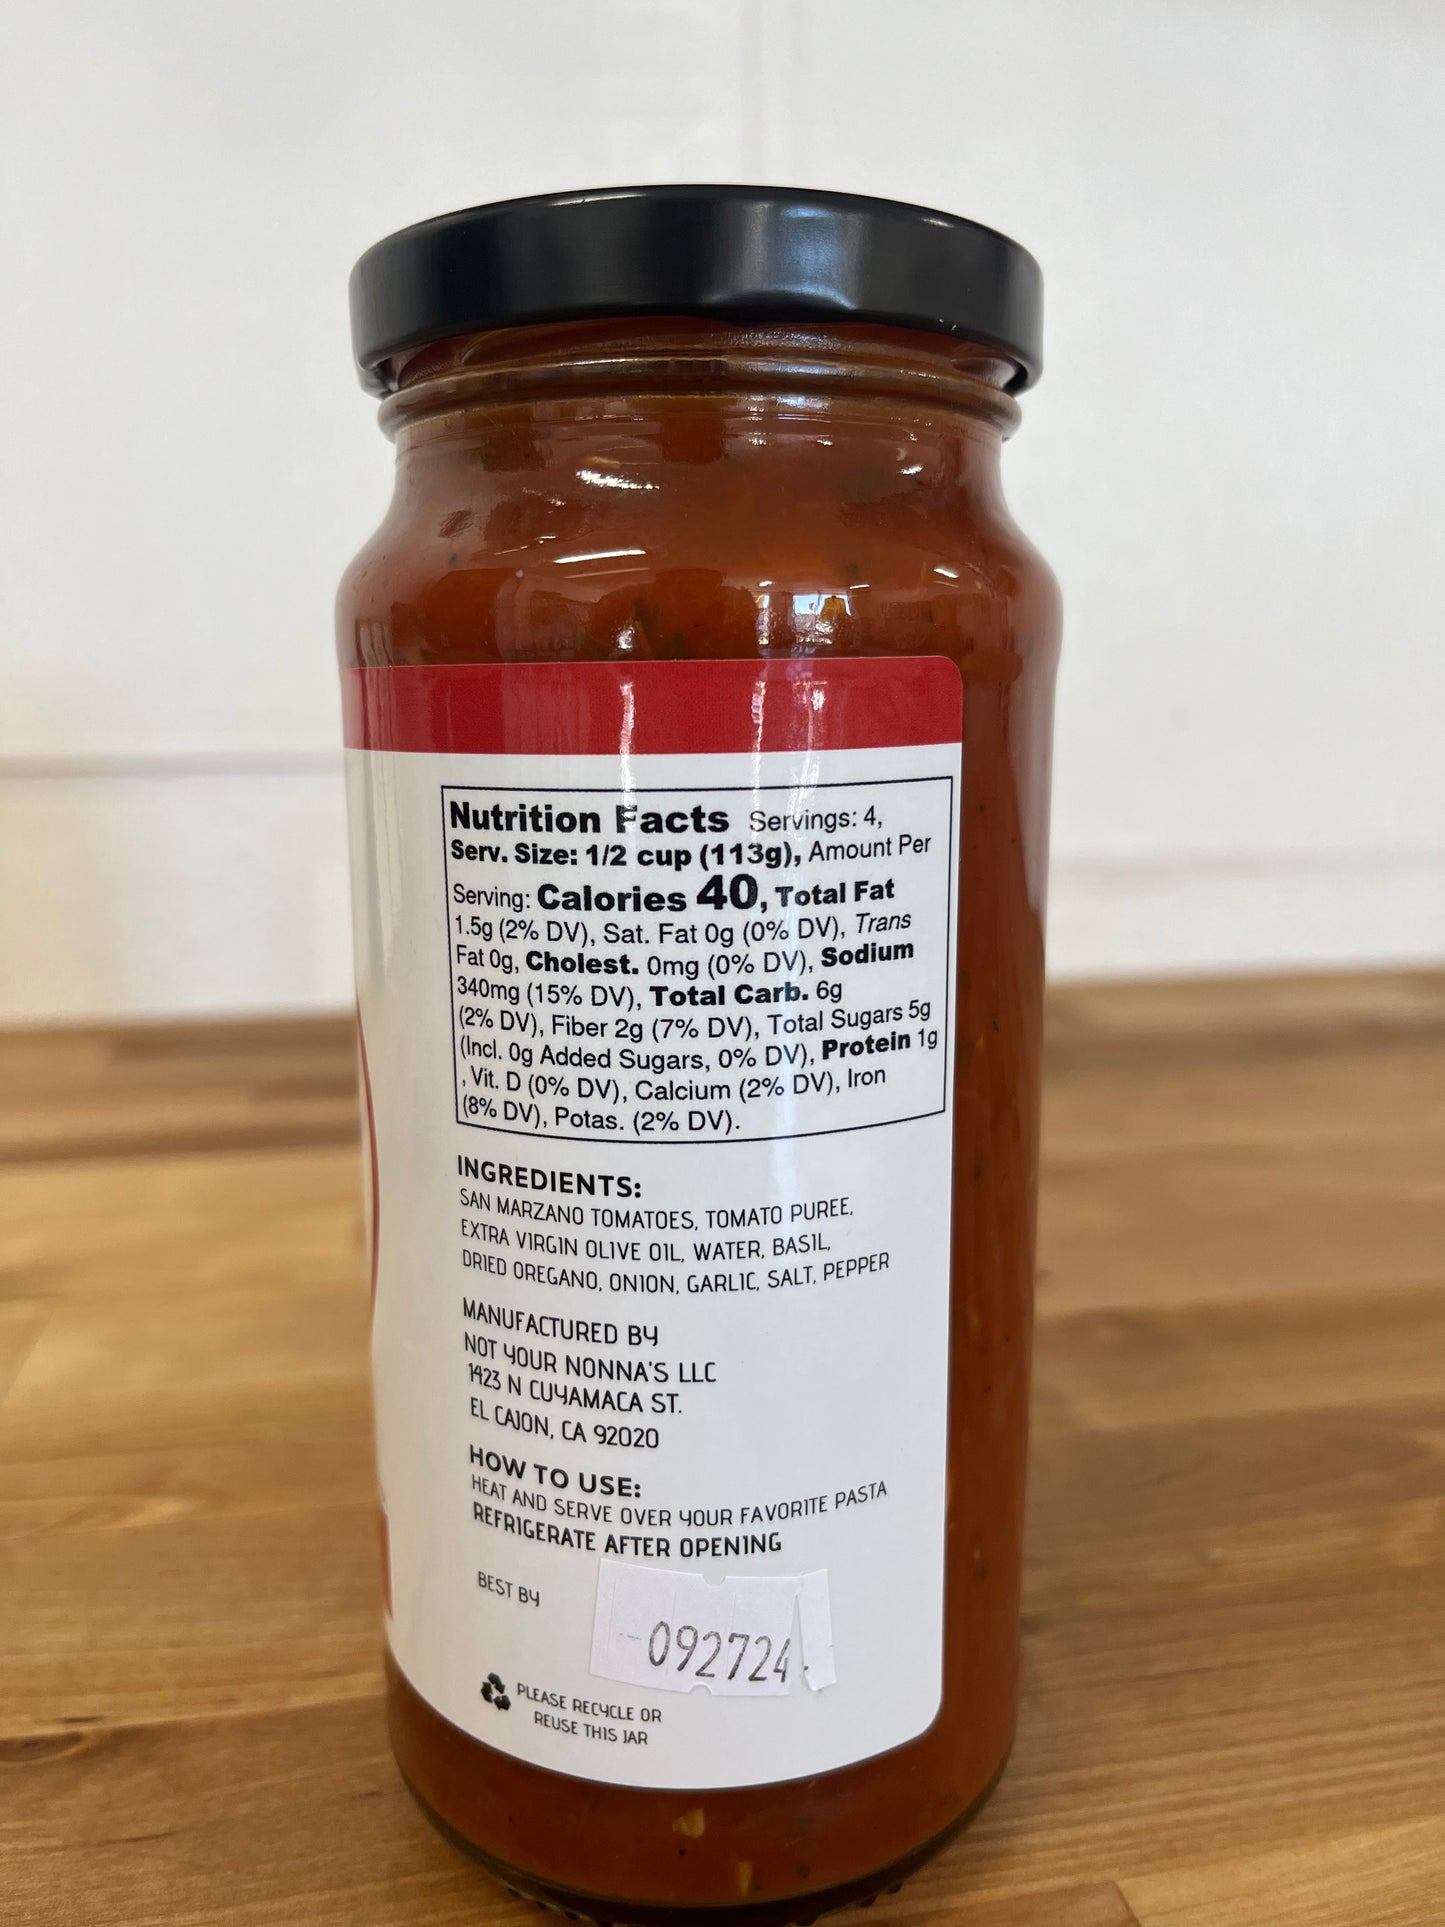 Nutrition Facts Servings: 4,
Serv. Size: 1/2 cup (113g), Amount Per
Serving: Calories 40, Total Fat
1.5g (2% DV), Sat. Fat 0g (0% DV), Trans
Fat 0g, Cholest. 0mg (0% DV), Sodium
340mg (15% DV), Total Carb. 6g
(2% DV), Fiber 2g (7% DV), Total Sugars 5g
(Incl. 0g Added Sugars, 0% DV), Protein 1g
, Vit. D (0% DV), Calcium (2% DV), Iron
(8% DV), Potas. (2% DV).
INGREDIENTS:
SAN MARZANO TOMATOES, TOMATO PUREE,
EXTRA VIRGIN OLIVE OIL, WATER, BASIL,
DRIED OREGANO, ONION, GARLIC, SALT, PEPPER
MANUFACTURED BY
NOT YOUR NONNA'S LLC
1423 N CUYAMACA ST.
EL CAJON, CA 92020
HOW TO USE:
HEAT AND SERVE OVER YOUR FAVORITE PASTA
REFRIGERATE AFTER OPENING
BEST BY
092724
PLEASE RECYCLE OR
REUSE THIS JAR